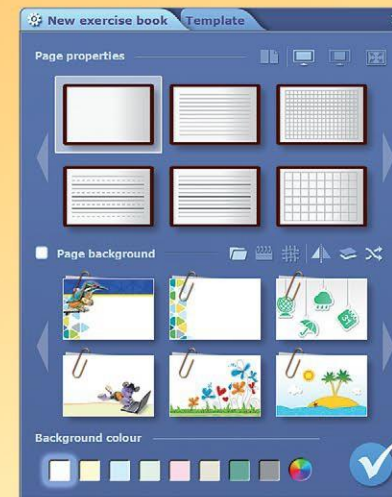 New exercise book Template
Page properties
Page background
Background colour